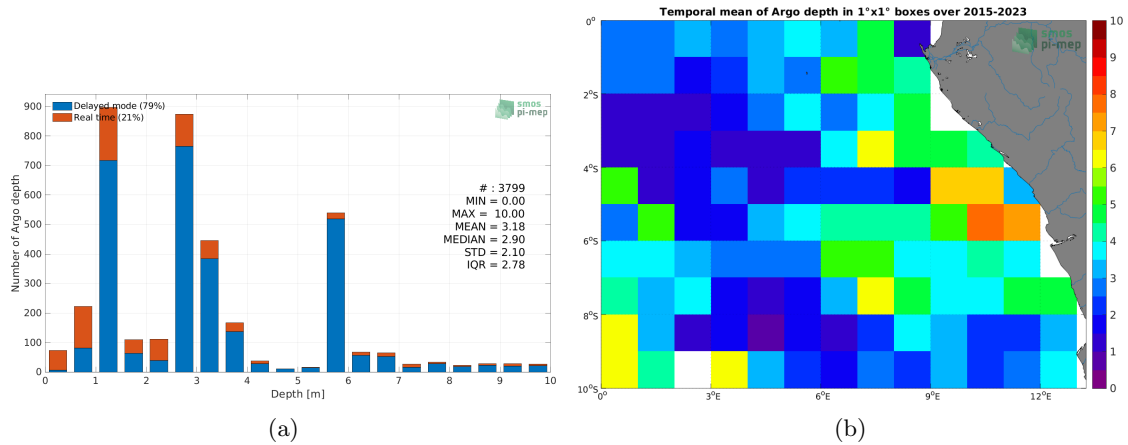 Delayed mode (79%)
Real time (21%)
smos
pi-mep
Number of Argo depth
900
800
700
600
500
400
300
200
100
0
# : 3799
MIN = 0.00
MAX = 10.00
MEAN = 3.18
MEDIAN = 2.90
STD = 2.10
IQR = 2.78
0 1 2 3 4 5 6 7 8 9 10
Depth [m]
(a)
Temporal mean of Argo depth in 1°x1° boxes over 2015-2023
smos
pi-mep
0°
2°S
4°S
6°S
8°S
10°S
0° 3°E 6°E 9°E 12°E
10
9
8
7
6
5
4
3
2
1
0
(b)